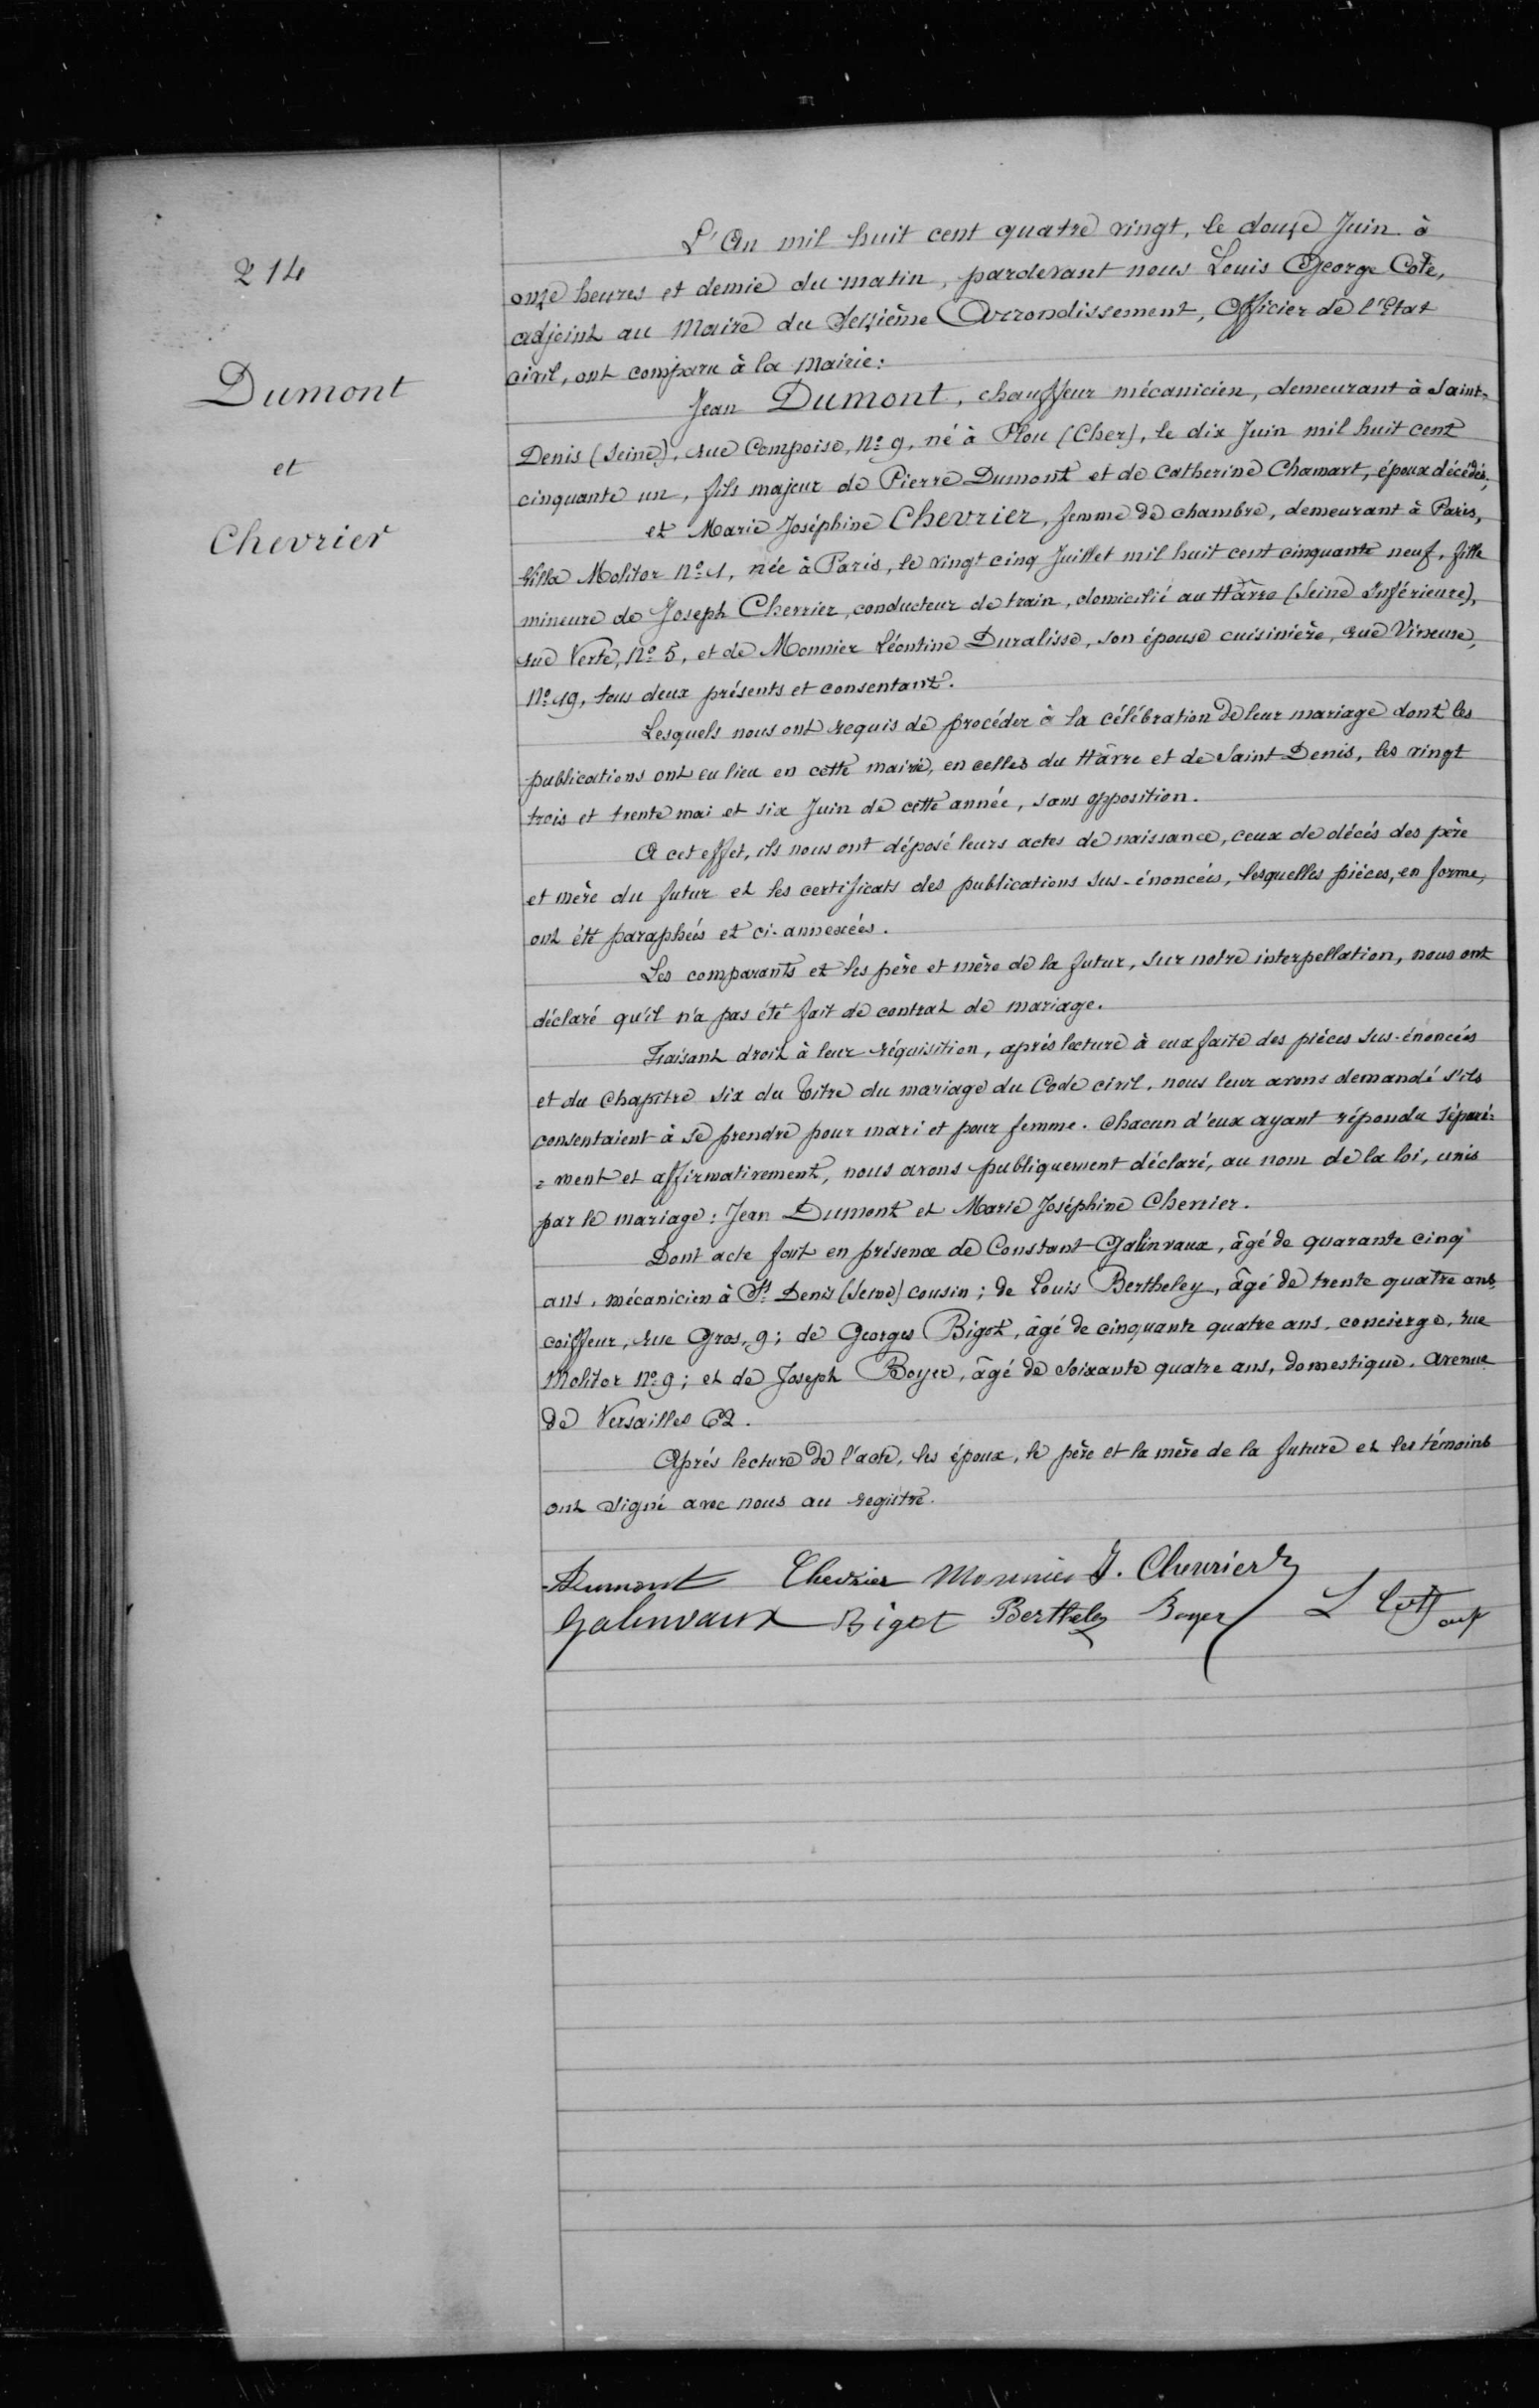 214
Dumont
et
Chevrier
L'An mil huit cent quatre vingt, le douze Juin à
onze heures et demie du matin, pardevant nous Louis George Cote,
adjoint au Maire du Seizième Arrondissement, Officier de l'Etat
civil, ont comparu à la Mairie:
Jean Dumont, chauffeur mécanicien, demeurant à Saint-
Denis (Seine), rue Compoise, No 9, né à Plou (Cher), le dix Juin mil huit cent
cinquante un, fils majeur de Pierre Dumont et de Catherine Chamart, époux décédés;
et Marie Joséphine Chevrier, femme de chambre, demeurant à Paris,
Villa Molitor No 1, née à Paris, le vingt cinq Juillet mil huit cent cinquante neuf, fille
mineure de Joseph Chevrier, conducteur de train, domicilié au Hâvre (Seine Inférieure),
rue Verte, No 5, et de Monnier Léontine Duralisse, son épouse cuisinière, rue Vineuse,
No 19, tous deux présents et consentant.
Lesquels nous ont requis de procéder à la célébration de leur mariage dont les
publications ont eu lieu en cette mairie, en celles du Hâvre et de Saint-Denis, les vingt
trois et trente mai et six Juin de cette année, sans opposition.
A cet effet, ils nous ont déposé leurs actes de naissance, ceux de décès des père
et mère du futur et les certificats des publications sus-énoncées, lesquelles pièces, en forme,
ont été paraphées et ci-annexées.
Les comparants et les père et mère de la futur, sur notre interpellation, nous ont
déclaré qu'il n'a pas été fait de contrat de mariage.
Faisant droit à leur réquisition, après lecture à eux faite des pièces sus-énoncées
et du Chapitre six du Titre du mariage du Code civil, nous leur avons demandé s'ils
consentaient à se prendre pour mari et pour femme. Chacun d'eux ayant répondu séparé=
=ment et affirmativement, nous avons publiquement déclaré, au nom de la loi, unis
par le mariage: Jean Dumont et Marie Joséphine Chevrier.
Dont acte fait en présence de Constant Galinvaux, âgé de quarante cinq
ans, mécanicien à St Denis (Seine) cousin; de Louis Bertheley, âgé de trente quatre ans,
coiffeur, rue Gros, 9; de Georges Bigot, âgé de cinquante quatre ans, concierge, rue
Molitor No 9; et de Joseph Boyer, âgé de soixante quatre ans, domestique, avenue
de Versailles 62.
Après lecture de l'acte, les époux, le père et la mère de la future et les témoins
ont signé avec nous au registre.
Dumont Chevrier Monnier J. Chevrier
Galinvaux Bigot Bertheley Boyer L Cote